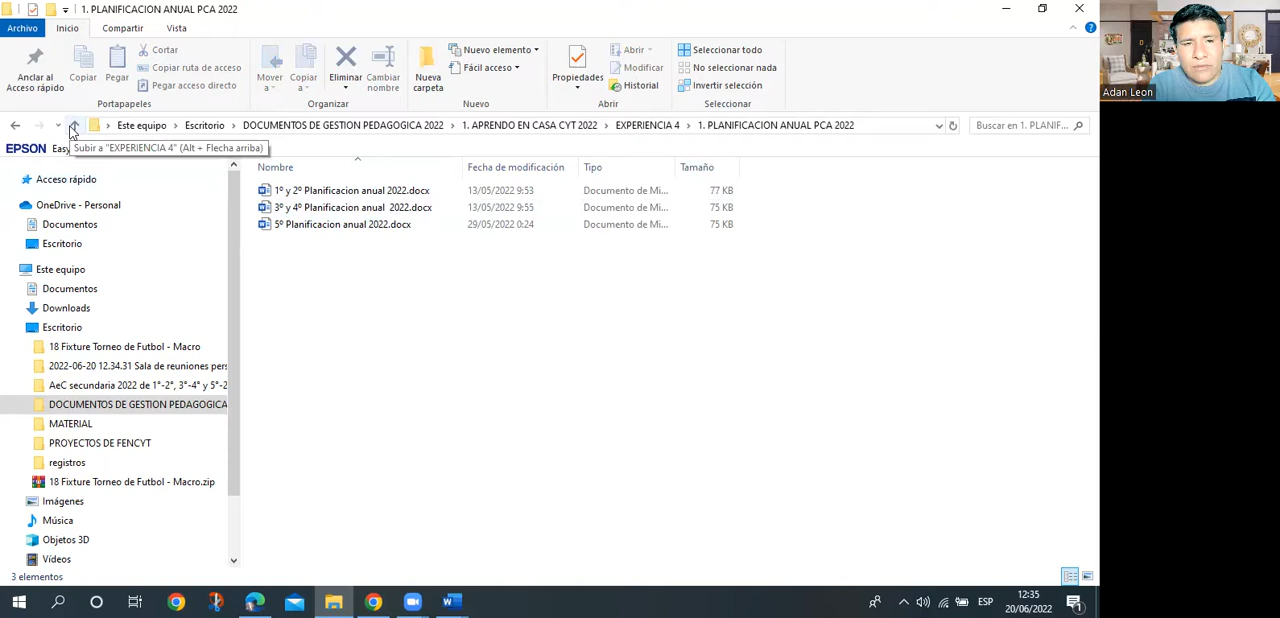 1. PLANIFICACION ANUAL PCA 2022
Archivo Inicio Compartir Vista
Anclar al Acceso rápido
Copiar
Pegar
Cortar
Copiar ruta de acceso
Pegar acceso directo
Portapapeles
Mover a
Copiar a
Eliminar
Cambiar nombre
Organizar
Nueva carpeta
Nuevo elemento
Fácil acceso
Nuevo
Propiedades
Abrir
Modificar
Historial
Abrir
Seleccionar todo
No seleccionar nada
Invertir selección
Seleccionar
Adan Leon
Este equipo > Escritorio > DOCUMENTOS DE GESTION PEDAGOGICA 2022 > 1. APRENDO EN CASA CYT 2022 > EXPERIENCIA 4 > 1. PLANIFICACION ANUAL PCA 2022
Buscar en 1. PLANIF...
EPSON Easy
Subir a "EXPERIENCIA 4" (Alt + Flecha arriba)
Nombre Fecha de modificación Tipo Tamaño
1º y 2º Planificacion anual 2022.docx 13/05/2022 9:53 Documento de Mi... 77 KB
3º y 4º Planificacion anual 2022.docx 13/05/2022 9:55 Documento de Mi... 75 KB
5º Planificacion anual 2022.docx 29/05/2022 0:24 Documento de Mi... 75 KB
Acceso rápido
OneDrive - Personal
Documentos
Escritorio
Este equipo
Documentos
Downloads
Escritorio
18 Fixture Torneo de Futbol - Macro
2022-06-20 12.34.31 Sala de reuniones pers
AeC secundaria 2022 de 1°-2°, 3°-4° y 5°-2
DOCUMENTOS DE GESTION PEDAGOGICA
MATERIAL
PROYECTOS DE FENCYT
registros
18 Fixture Torneo de Futbol - Macro.zip
Imágenes
Música
Objetos 3D
Vídeos
3 elementos
ESP
12:35
20/06/2022
1